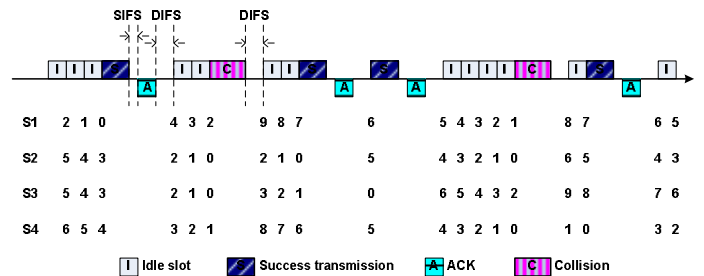 SIFS DIFS DIFS
I I I S I I C I I S S I I I I C I S I
A A A A
S1 2 1 0 4 3 2 9 8 7 6 5 4 3 2 1 8 7 6 5
S2 5 4 3 2 1 0 2 1 0 5 4 3 2 1 0 6 5 4 3
S3 5 4 3 2 1 0 3 2 1 0 6 5 4 3 2 9 8 7 6
S4 6 5 4 3 2 1 8 7 6 5 4 3 2 1 0 1 0 3 2
I Idle slot S Success transmission A ACK C Collision